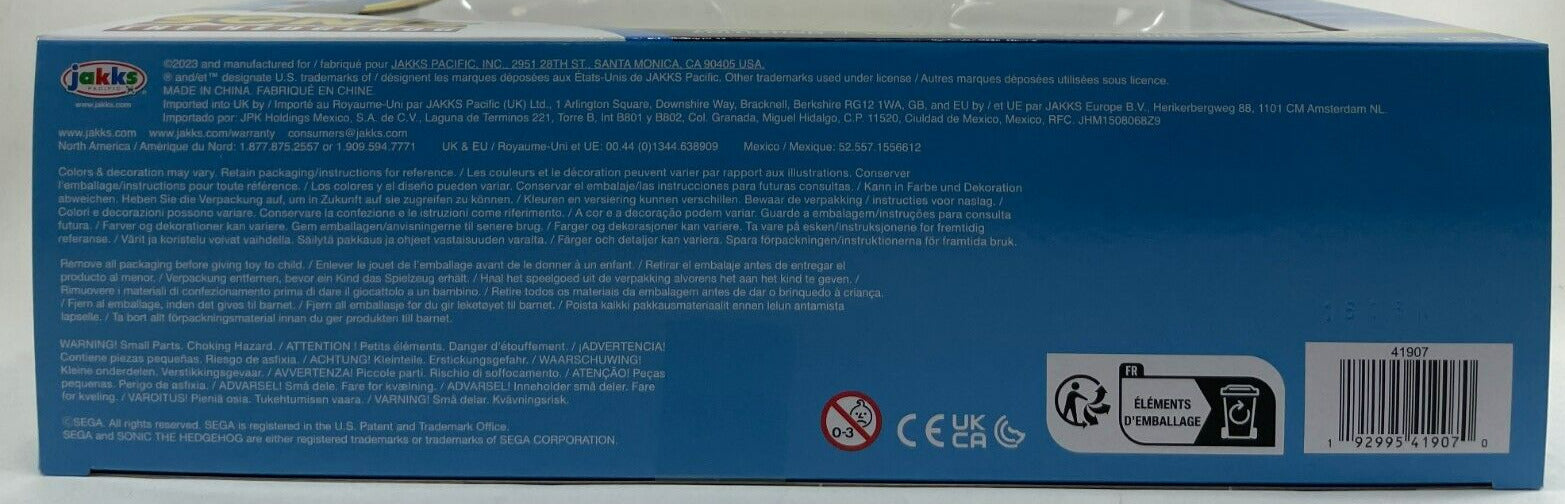 THE HEDGEHOG
jakks
PACIFIC
www.jakks.com
©2023 and manufactured for / fabriqué pour JAKKS PACIFIC, INC., 2951 28TH ST., SANTA MONICA, CA 90405 USA.
® and/et™ designate U.S. trademarks of / désignent les marques déposées aux États-Unis de JAKKS Pacific. Other trademarks used under license / Autres marques déposées utilisées sous licence.
MADE IN CHINA. FABRIQUÉ EN CHINE.
Imported into UK by / Importé au Royaume-Uni par JAKKS Pacific (UK) Ltd., 1 Arlington Square, Downshire Way, Bracknell, Berkshire RG12 1WA, GB, and EU by / et UE par JAKKS Europe B.V., Herikerbergweg 88, 1101 CM Amsterdam NL.
Importado por: JPK Holdings Mexico, S.A. de C.V., Laguna de Terminos 221, Torre B, Int B801 y B802, Col. Granada, Miguel Hidalgo, C.P. 11520, Ciuldad de Mexico, Mexico, RFC. JHM1508068Z9
www.jakks.com www.jakks.com/warranty consumers@jakks.com
North America / Amérique du Nord: 1.877.875.2557 or 1.909.594.7771 UK & EU / Royaume-Uni et UE: 00.44 (0)1344.638909 Mexico / Mexique: 52.557.1556612
Colors & decoration may vary. Retain packaging/instructions for reference. / Les couleurs et le décoration peuvent varier par rapport aux illustrations. Conserver
l'emballage/instructions pour toute référence. / Los colores y el diseño pueden variar. Conservar el embalaje/las instrucciones para futuras consultas. / Kann in Farbe und Dekoration
abweichen. Heben Sie die Verpackung auf, um in Zukunft auf sie zugreifen zu können. / Kleuren en versiering kunnen verschillen. Bewaar de verpakking / instructies voor naslag. /
Colori e decorazioni possono variare. Conservare la confezione e le istruzioni come riferimento. / A cor e a decoração podem variar. Guarde a embalagem/instruções para consulta
futura. / Farver og dekorationer kan variere. Gem emballagen/anvisningerne til senere brug. / Farger og dekorasjoner kan variere. Ta vare på esken/instruksjonene for fremtidig
referanse. / Värit ja koristelu voivat vaihdella. Säilytä pakkaus ja ohjeet vastaisuuden varalta. / Färger och detaljer kan variera. Spara förpackningen/instruktionerna för framtida bruk.
Remove all packaging before giving toy to child. / Enlever le jouet de l'emballage avant de le donner à un enfant. / Retirar el embalaje antes de entregar el
producto al menor. / Verpackung entfernen, bevor ein Kind das Spielzeug erhält. / Haal het speelgoed uit de verpakking alvorens het aan het kind te geven. /
Rimuovere i materiali di confezionamento prima di dare il giocattolo a un bambino. / Retire todos os materiais da embalagem antes de dar o brinquedo à criança.
/ Fjern al emballage, inden det gives til barnet. / Fjern all emballasje før du gir leketøyet til barnet. / Poista kaikki pakkausmateriaalit ennen lelun antamista
lapselle. / Ta bort allt förpackningsmaterial innan du ger produkten till barnet.
WARNING! Small Parts. Choking Hazard. / ATTENTION ! Petits éléments. Danger d'étouffement. / ¡ADVERTENCIA!
Contiene piezas pequeñas. Riesgo de asfixia. / ACHTUNG! Kleinteile. Erstickungsgefahr. / WAARSCHUWING!
Kleine onderdelen. Verstikkingsgevaar. / AVVERTENZA! Piccole parti. Rischio di soffocamento. / ATENÇÃO! Peças
pequenas. Perigo de asfixia. / ADVARSEL! Små dele. Fare for kvælning. / ADVARSEL! Inneholder små deler. Fare
for kveling. / VAROITUS! Pieniä osia. Tukehtumisen vaara. / VARNING! Små delar. Kvävningsrisk.
©SEGA. All rights reserved. SEGA is registered in the U.S. Patent and Trademark Office.
SEGA and SONIC THE HEDGEHOG are either registered trademarks or trademarks of SEGA CORPORATION.
0-3
CE
UK
CA
FR
ÉLÉMENTS
D'EMBALLAGE
41907
1 92995 41907 0